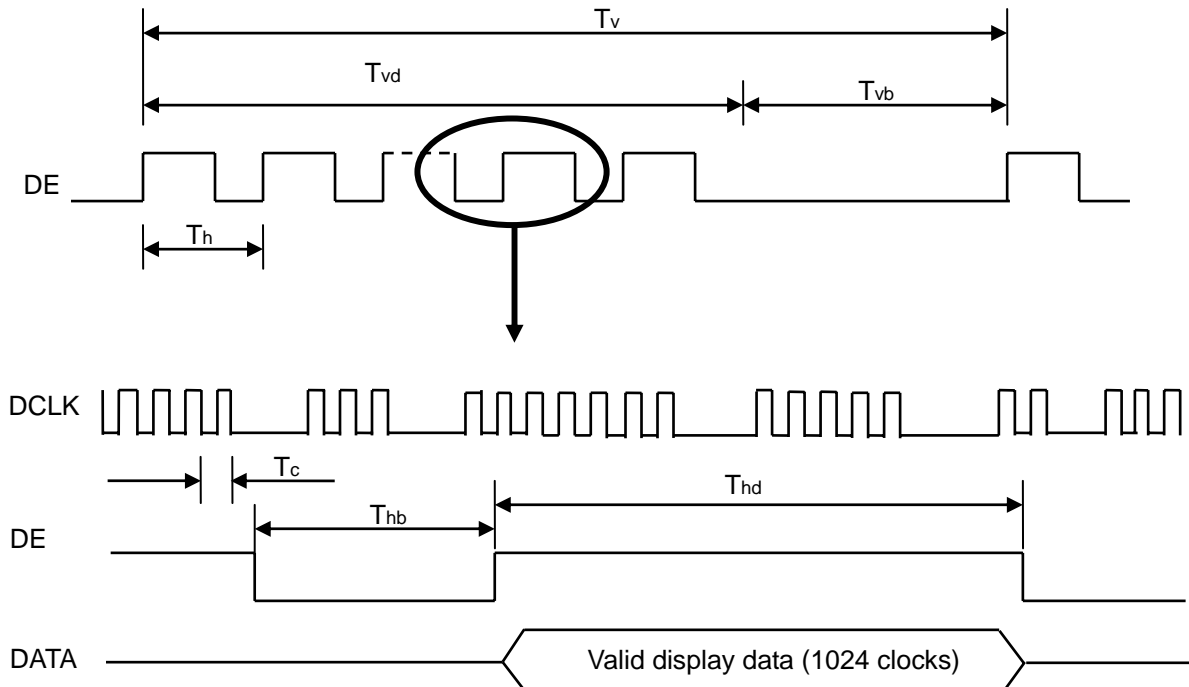 Tv
Tvd
Tvb
DE
Th
DCLK
Tc
Thd
Thb
DE
DATA
Valid display data (1024 clocks)